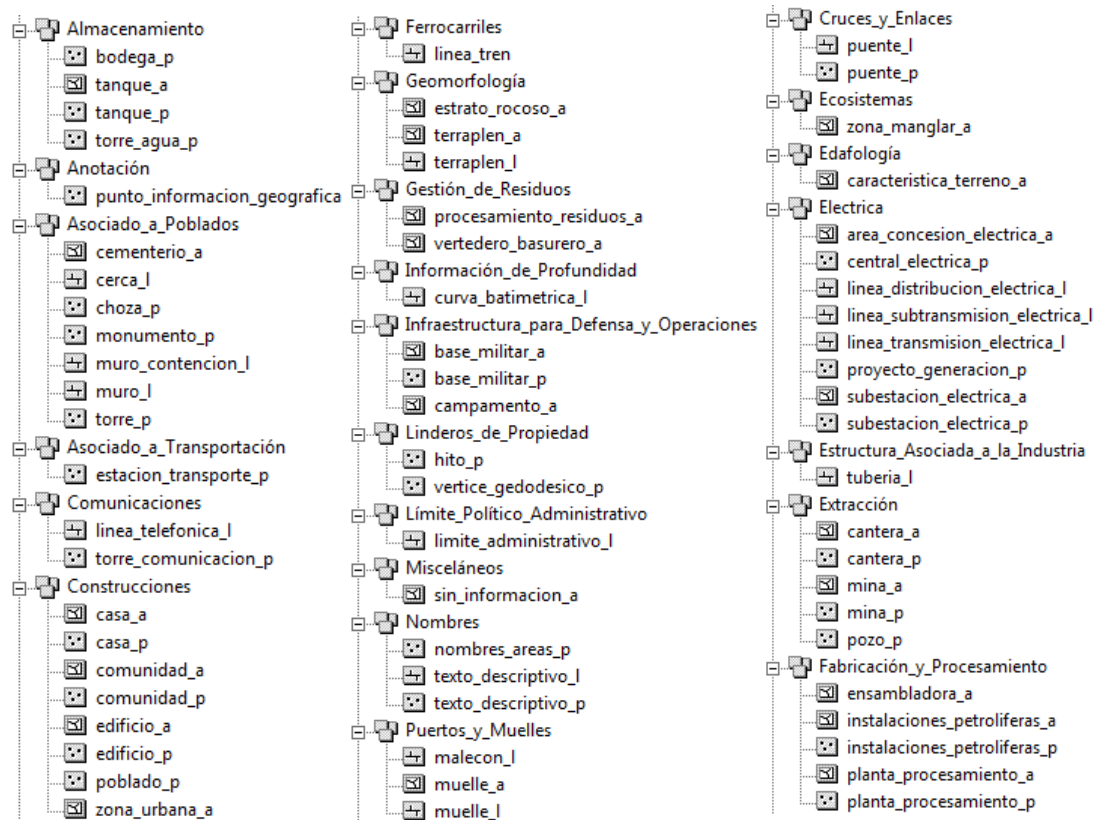 Almacenamiento
bodega_p
tanque_a
tanque_p
torre_agua_p
Anotación
punto_informacion_geografica
Asociado_a_Poblados
cementerio_a
cerca_l
choza_p
monumento_p
muro_contencion_l
muro_l
torre_p
Asociado_a_Transportación
estacion_transporte_p
Comunicaciones
linea_telefonica_l
torre_comunicacion_p
Construcciones
casa_a
casa_p
comunidad_a
comunidad_p
edificio_a
edificio_p
poblado_p
zona_urbana_a
Ferrocarriles
linea_tren
Geomorfología
estrato_rocoso_a
terraplen_a
terraplen_l
Gestión_de_Residuos
procesamiento_residuos_a
vertedero_basurero_a
Información_de_Profundidad
curva_batimetrica_l
Infraestructura_para_Defensa_y_Operaciones
base_militar_a
base_militar_p
campamento_a
Linderos_de_Propiedad
hito_p
vertice_gedodesico_p
Límite_Político_Administrativo
limite_administrativo_l
Misceláneos
sin_informacion_a
Nombres
nombres_areas_p
texto_descriptivo_l
texto_descriptivo_p
Puertos_y_Muelles
malecon_l
muelle_a
muelle_l
Cruces_y_Enlaces
puente_l
puente_p
Ecosistemas
zona_manglar_a
Edafología
caracteristica_terreno_a
Electrica
area_concesion_electrica_a
central_electrica_p
linea_distribucion_electrica_l
linea_subtransmision_electrica_l
linea_transmision_electrica_l
proyecto_generacion_p
subestacion_electrica_a
subestacion_electrica_p
Estructura_Asociada_a_la_Industria
tuberia_l
Extracción
cantera_a
cantera_p
mina_a
mina_p
pozo_p
Fabricación_y_Procesamiento
ensambladora_a
instalaciones_petroliferas_a
instalaciones_petroliferas_p
planta_procesamiento_a
planta_procesamiento_p